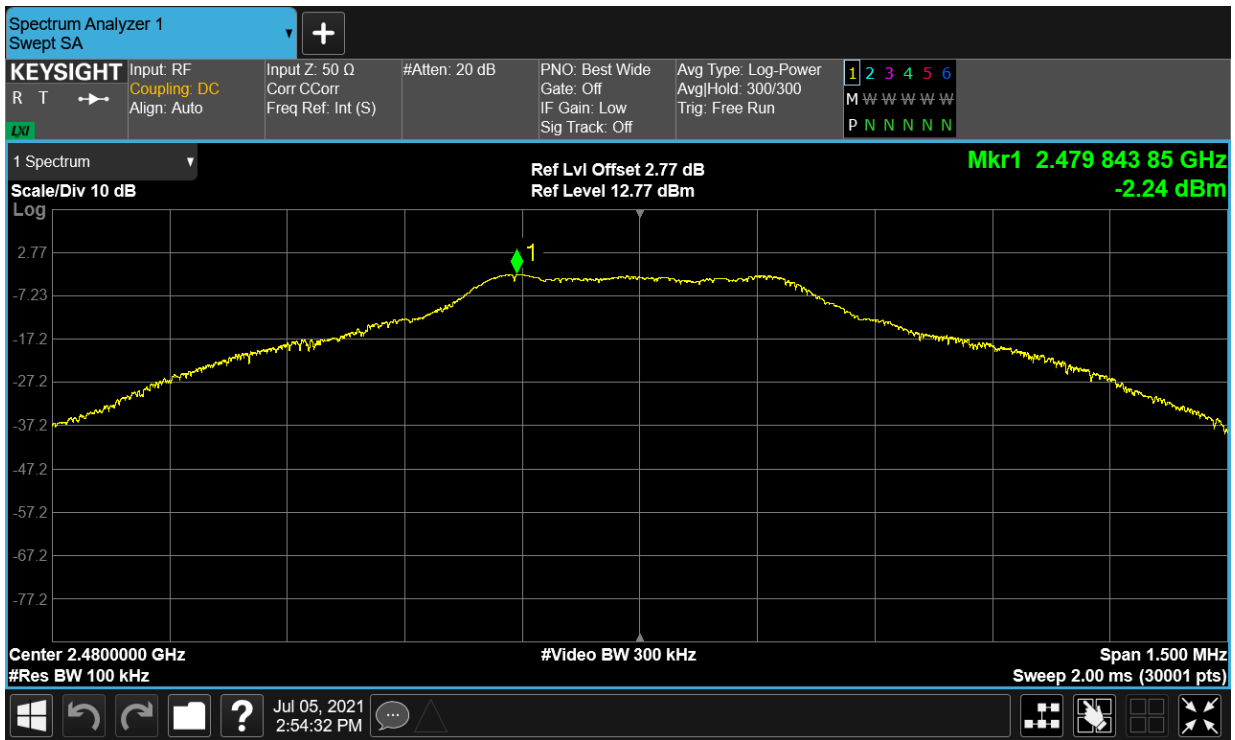 Spectrum Analyzer 1
Swept SA
KEYSIGHT
R T
LXI
Input: RF
Coupling: DC
Align: Auto
Input Z: 50 Ω
Corr CCorr
Freq Ref: Int (S)
#Atten: 20 dB
PNO: Best Wide
Gate: Off
IF Gain: Low
Sig Track: Off
Avg Type: Log-Power
Avg|Hold: 300/300
Trig: Free Run
1 2 3 4 5 6
M W W W W W
P N N N N N
1 Spectrum
Scale/Div 10 dB
Log
Ref Lvl Offset 2.77 dB
Ref Level 12.77 dBm
Mkr1 2.479 843 85 GHz
-2.24 dBm
1
2.77
-7.23
-17.2
-27.2
-37.2
-47.2
-57.2
-67.2
-77.2
Center 2.4800000 GHz
#Res BW 100 kHz
#Video BW 300 kHz
Span 1.500 MHz
Sweep 2.00 ms (30001 pts)
?
Jul 05, 2021
2:54:32 PM